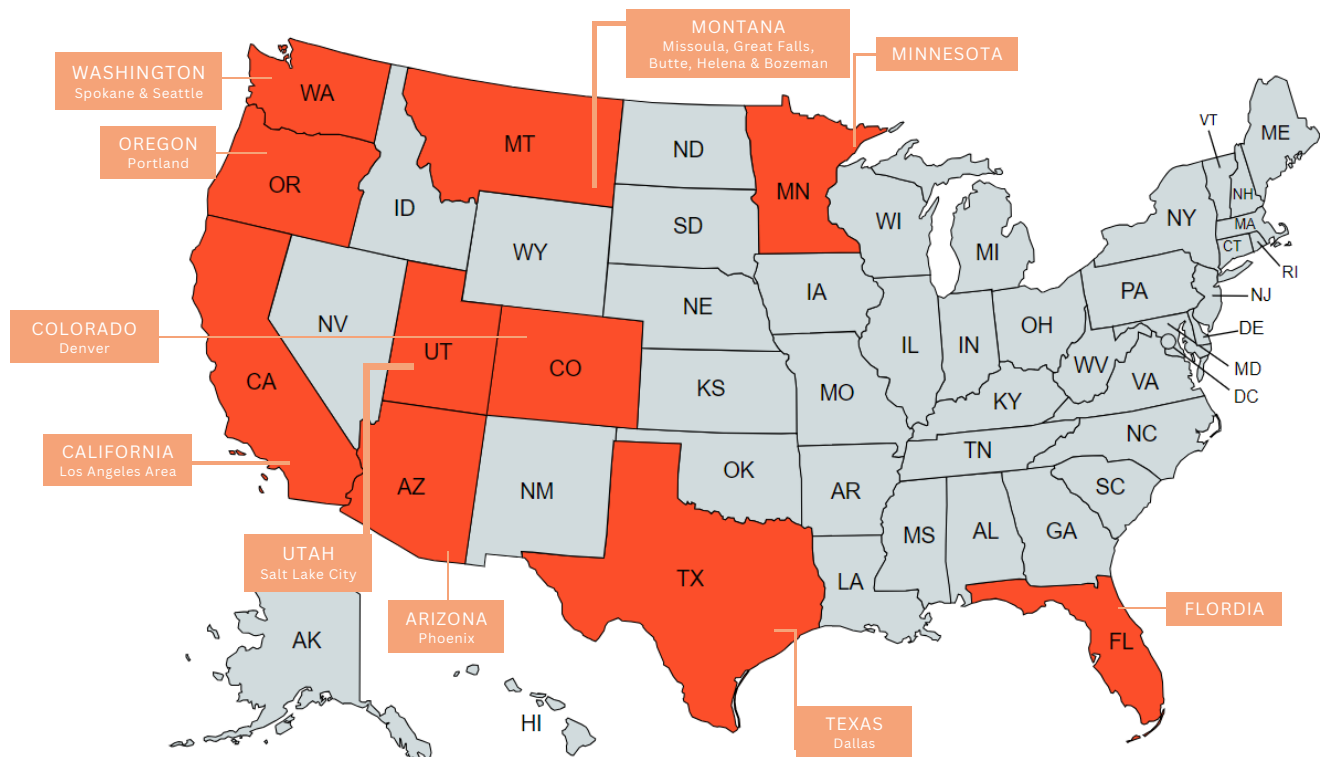 MONTANA
Missoula, Great Falls,
Butte, Helena & Bozeman
MINNESOTA
WASHINGTON
Spokane & Seattle
OREGON
Portland
COLORADO
Denver
CALIFORNIA
Los Angeles Area
UTAH
Salt Lake City
ARIZONA
Phoenix
TEXAS
Dallas
FLORDIA
WA
OR
CA
NV
ID
MT
WY
UT
CO
AZ
NM
ND
SD
NE
KS
OK
TX
MN
IA
MO
AR
LA
WI
IL
MI
IN
OH
KY
TN
MS
AL
GA
FL
SC
NC
VA
WV
PA
NY
VT
NH
ME
MA
CT
RI
NJ
DE
MD
DC
AK
HI